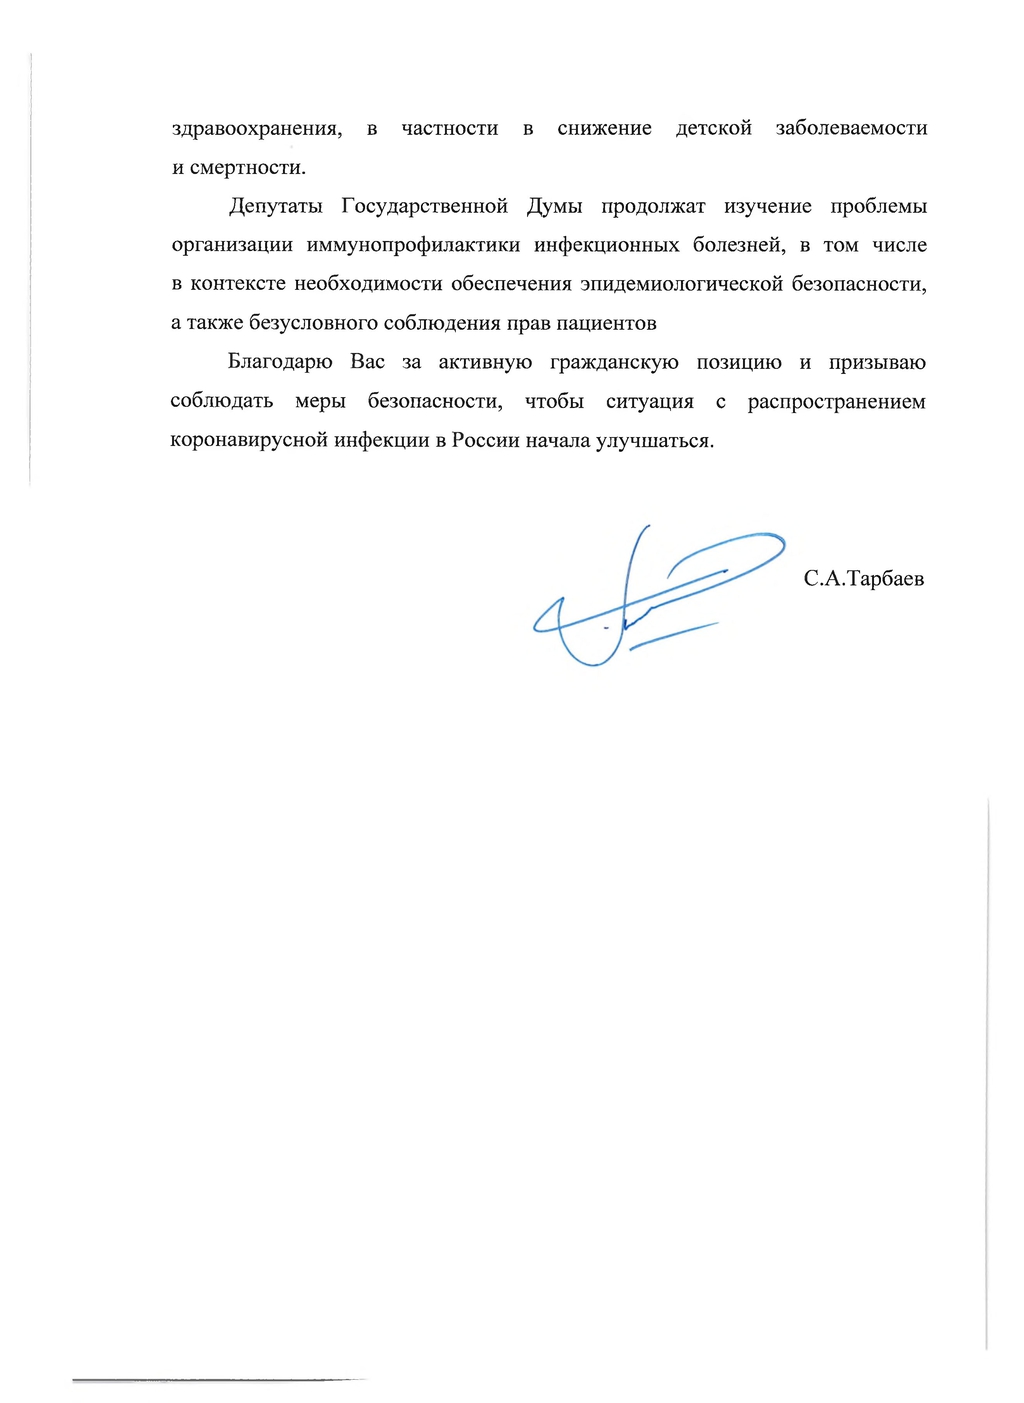 здравоохранения, в частности в снижение детской заболеваемости
и смертности.
Депутаты Государственной Думы продолжат изучение проблемы
организации иммунопрофилактики инфекционных болезней, в том числе
в контексте необходимости обеспечения эпидемиологической безопасности,
а также безусловного соблюдения прав пациентов
Благодарю Вас за активную гражданскую позицию и призываю
соблюдать меры безопасности, чтобы ситуация с распространением
коронавирусной инфекции в России начала улучшаться.
С.А.Тарбаев